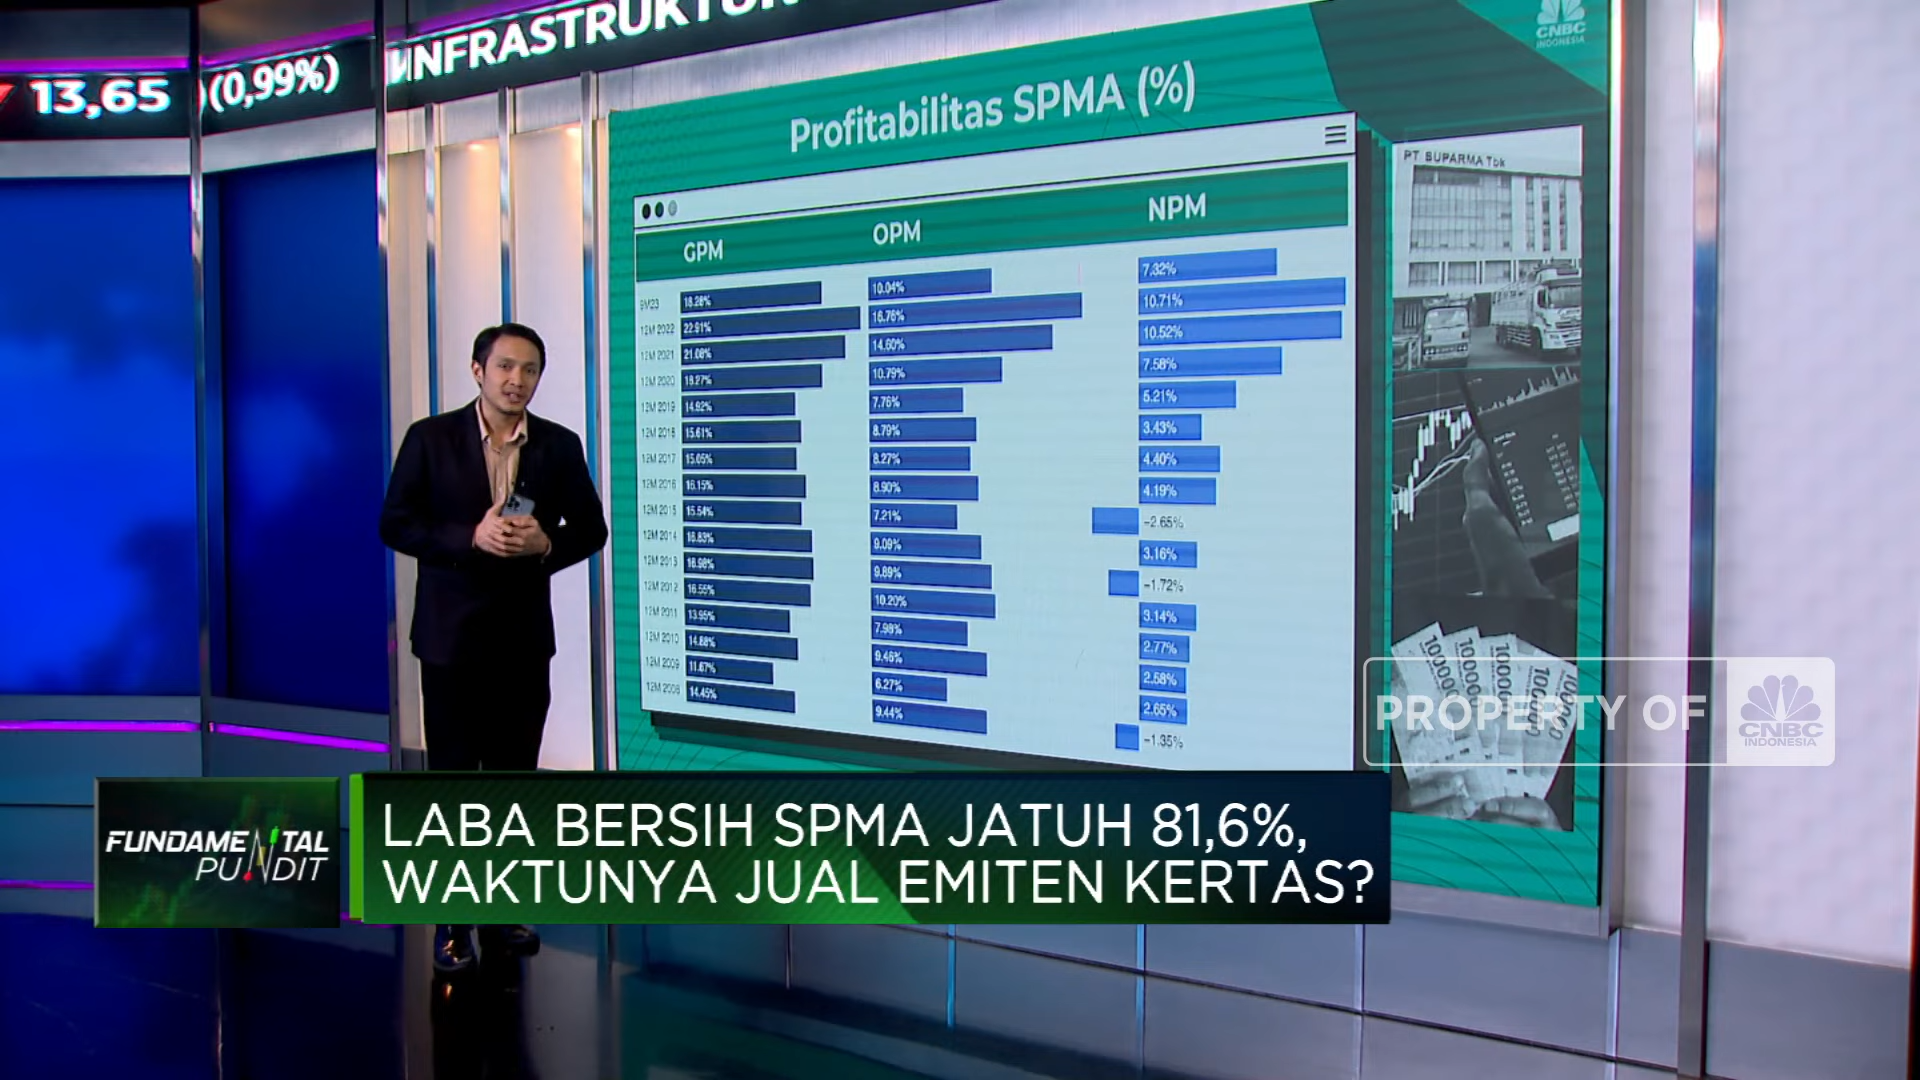 13,65 (0,99%)
INFRASTRUKTUR
CNBC
INDONESIA
Profitabilitas SPMA (%)
PT SUPARMA Tbk
GPM OPM NPM
9M23 18.28% 10.04% 7.32%
12M 2022 22.91% 16.76% 10.71%
12M 2021 21.08% 14.60% 10.52%
12M 2020 18.27% 10.79% 7.58%
12M 2019 14.92% 7.76% 5.21%
12M 2018 15.61% 8.79% 3.43%
12M 2017 15.05% 8.27% 4.40%
12M 2016 16.15% 8.90% 4.19%
12M 2015 15.54% 7.21% -2.65%
12M 2014 16.83% 9.09% 3.16%
12M 2013 16.98% 9.89% -1.72%
12M 2012 16.55% 10.20% 3.14%
12M 2011 13.95% 7.98% 2.77%
12M 2010 14.88% 9.46% 2.58%
12M 2009 11.67% 6.27% 2.65%
12M 2008 14.45% 9.44% -1.35%
100000
100000
100000
100000
PROPERTY OF
CNBC
INDONESIA
FUNDAMENTAL
PUNDIT
LABA BERSIH SPMA JATUH 81,6%,
WAKTUNYA JUAL EMITEN KERTAS?